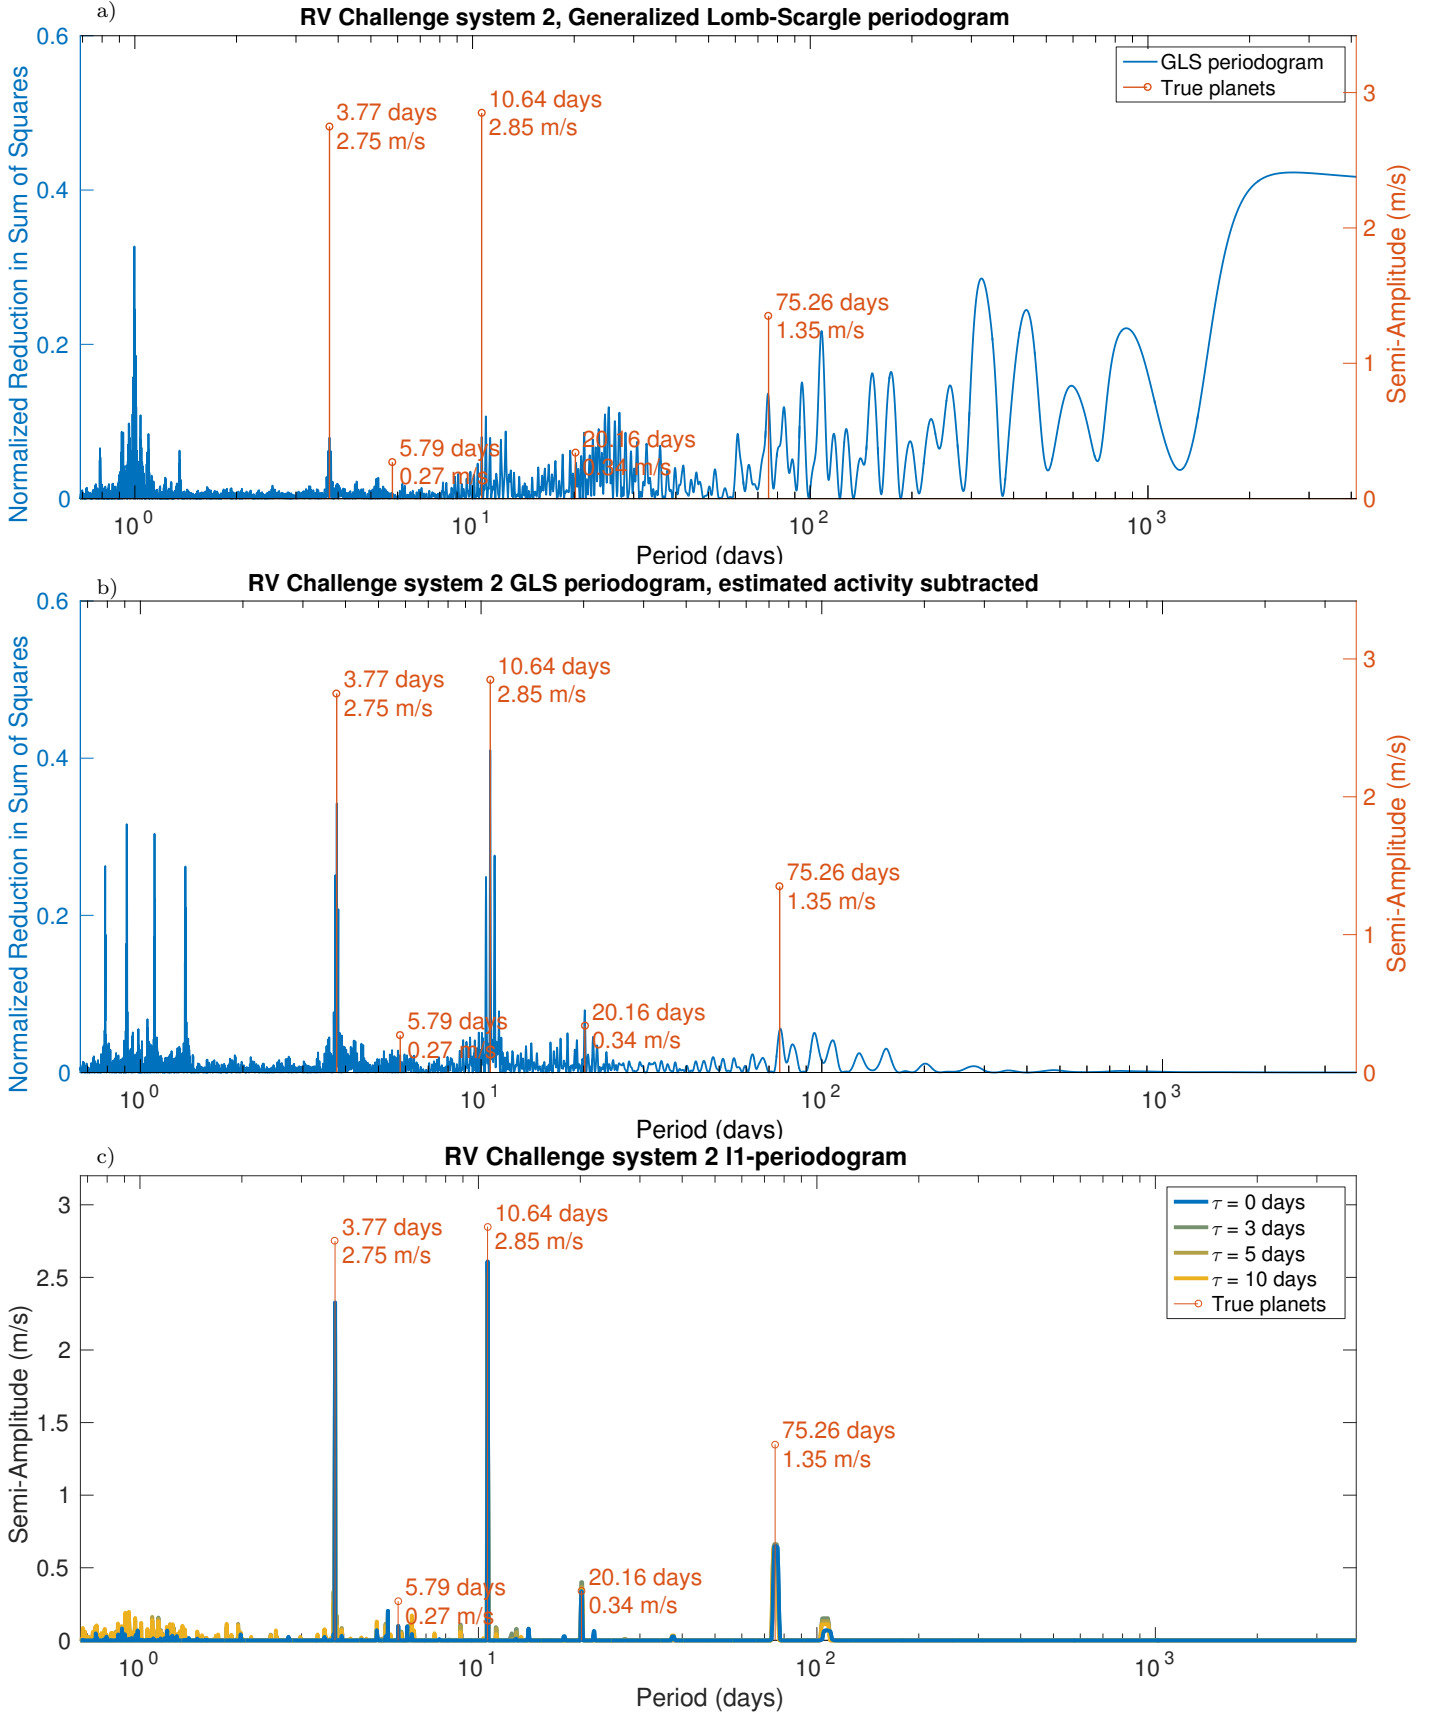 a)
RV Challenge system 2, Generalized Lomb-Scargle periodogram
Normalized Reduction in Sum of Squares
0.6
0.4
0.2
0
3.77 days
2.75 m/s
10.64 days
2.85 m/s
5.79 days
0.27 m/s
20.16 days
0.34 m/s
75.26 days
1.35 m/s
GLS periodogram
True planets
3
2
1
0
Semi-Amplitude (m/s)
10^0 10^1 10^2 10^3
Period (days)
b)
RV Challenge system 2 GLS periodogram, estimated activity subtracted
Normalized Reduction in Sum of Squares
0.6
0.4
0.2
0
3.77 days
2.75 m/s
10.64 days
2.85 m/s
5.79 days
0.27 m/s
20.16 days
0.34 m/s
75.26 days
1.35 m/s
3
2
1
0
Semi-Amplitude (m/s)
10^0 10^1 10^2 10^3
Period (days)
c)
RV Challenge system 2 l1-periodogram
Semi-Amplitude (m/s)
3
2.5
2
1.5
1
0.5
0
3.77 days
2.75 m/s
10.64 days
2.85 m/s
5.79 days
0.27 m/s
20.16 days
0.34 m/s
75.26 days
1.35 m/s
τ = 0 days
τ = 3 days
τ = 5 days
τ = 10 days
True planets
10^0 10^1 10^2 10^3
Period (days)